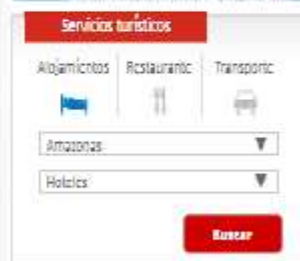 Servicios turísticos
Alojamientos Restaurante Transporte
Amazonas
Hoteles
Buscar